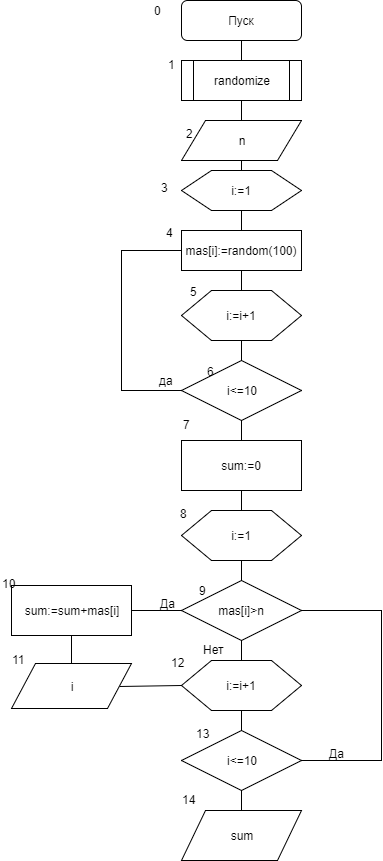 0
Пуск
1
randomize
2
n
3
i:=1
4
mas[i]:=random(100)
5
i:=i+1
6
да
i<=10
7
sum:=0
8
i:=1
9
mas[i]>n
Да
10
sum:=sum+mas[i]
Нет
11
i
12
i:=i+1
13
i<=10
Да
14
sum